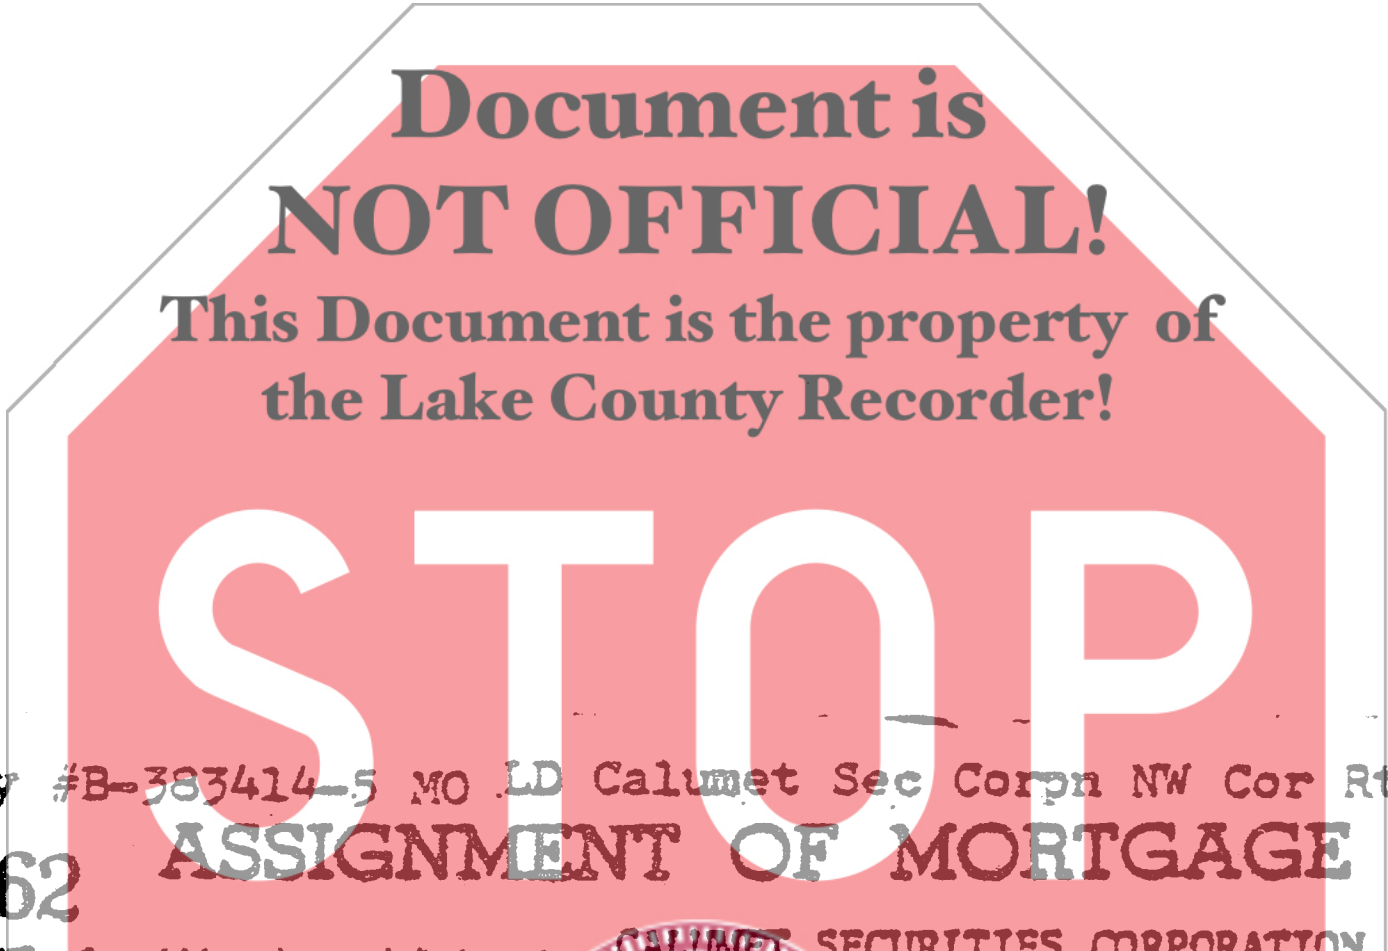 Document is
NOT OFFICIAL!
This Document is the property of
the Lake County Recorder!
STOP
#B-383414-5 MO LD Calumet Sec Corpn NW Cor
ASSIGNMENT OF MORTGAGE
62
CALUMET SECURITIES CORPORATION